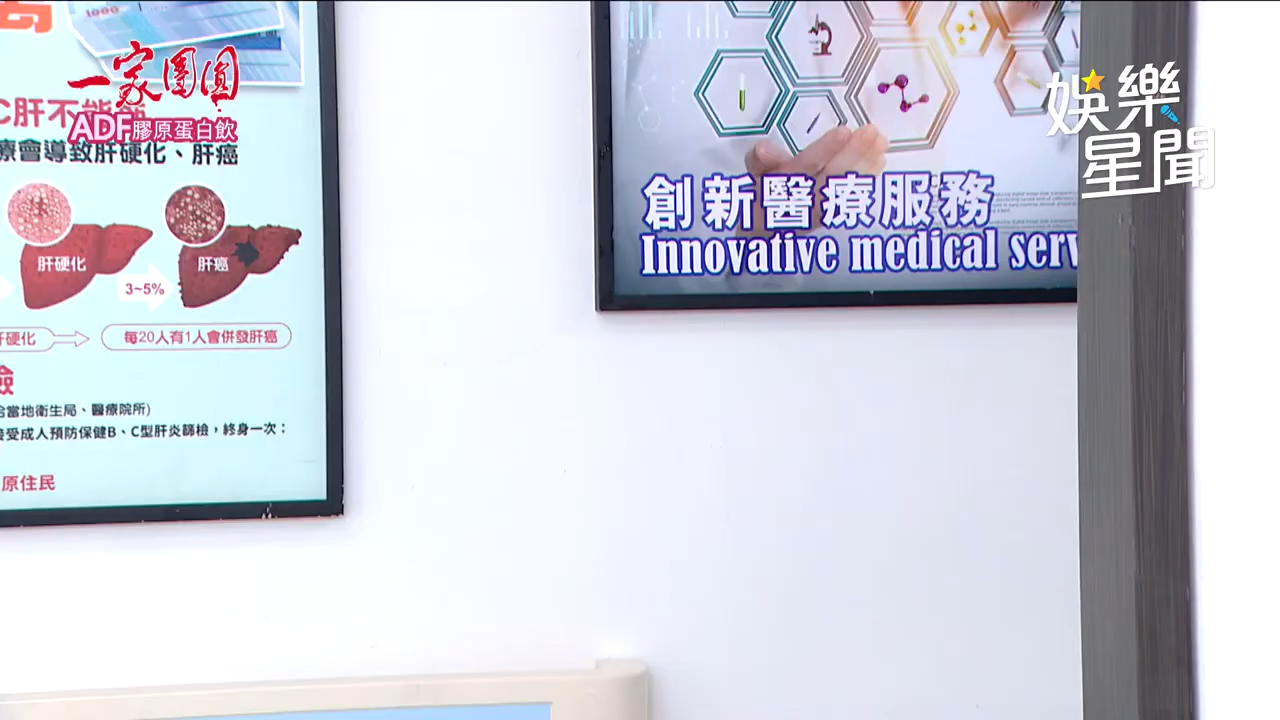 一家團圓
ADF膠原蛋白飲
1000
C肝不能
療會導致肝硬化、肝癌
肝硬化
肝癌
3~5%
肝硬化
每20人有1人會併發肝癌
檢
洽當地衛生局、醫療院所)
接受成人預防保健B、C型肝炎篩檢，終身一次：
原住民
創新醫療服務
Innovative medical serv
娛樂
星聞